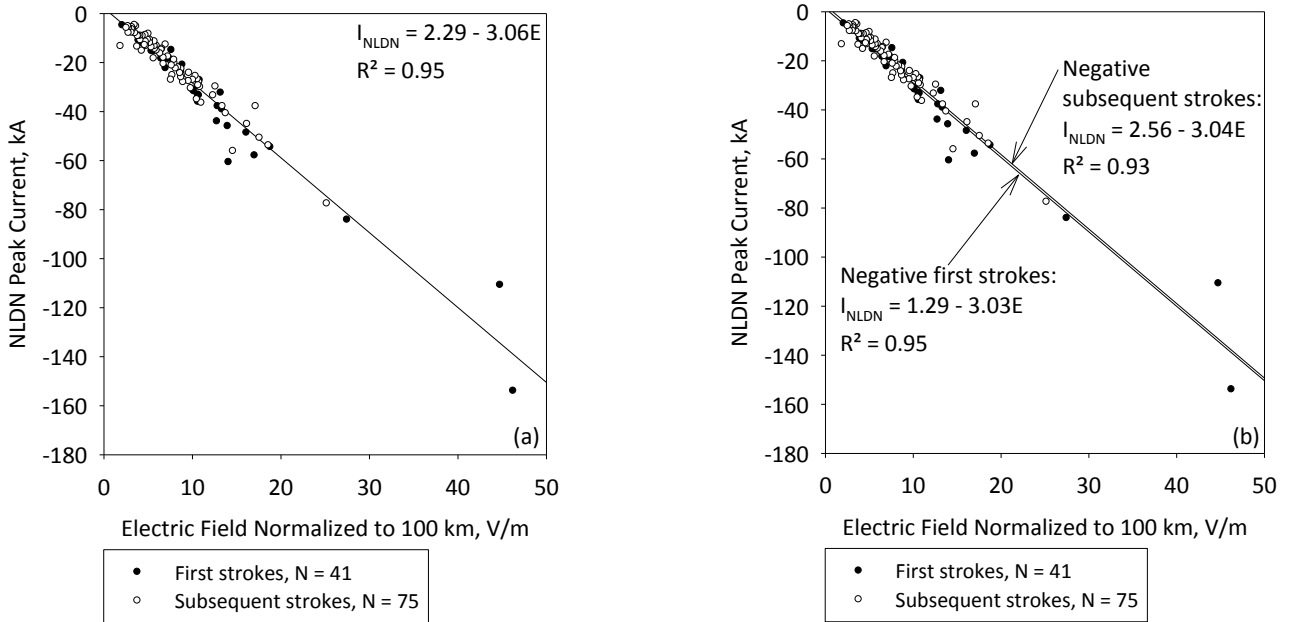 I_NLDN = 2.29 - 3.06E
R² = 0.95
NLDN Peak Current, kA
0
-20
-40
-60
-80
-100
-120
-140
-160
-180
(a)
0 10 20 30 40 50
Electric Field Normalized to 100 km, V/m
First strokes, N = 41
Subsequent strokes, N = 75
NLDN Peak Current, kA
0
-20
-40
-60
-80
-100
-120
-140
-160
-180
Negative
subsequent strokes:
I_NLDN = 2.56 - 3.04E
R² = 0.93
Negative first strokes:
I_NLDN = 1.29 - 3.03E
R² = 0.95
(b)
0 10 20 30 40 50
Electric Field Normalized to 100 km, V/m
First strokes, N = 41
Subsequent strokes, N = 75